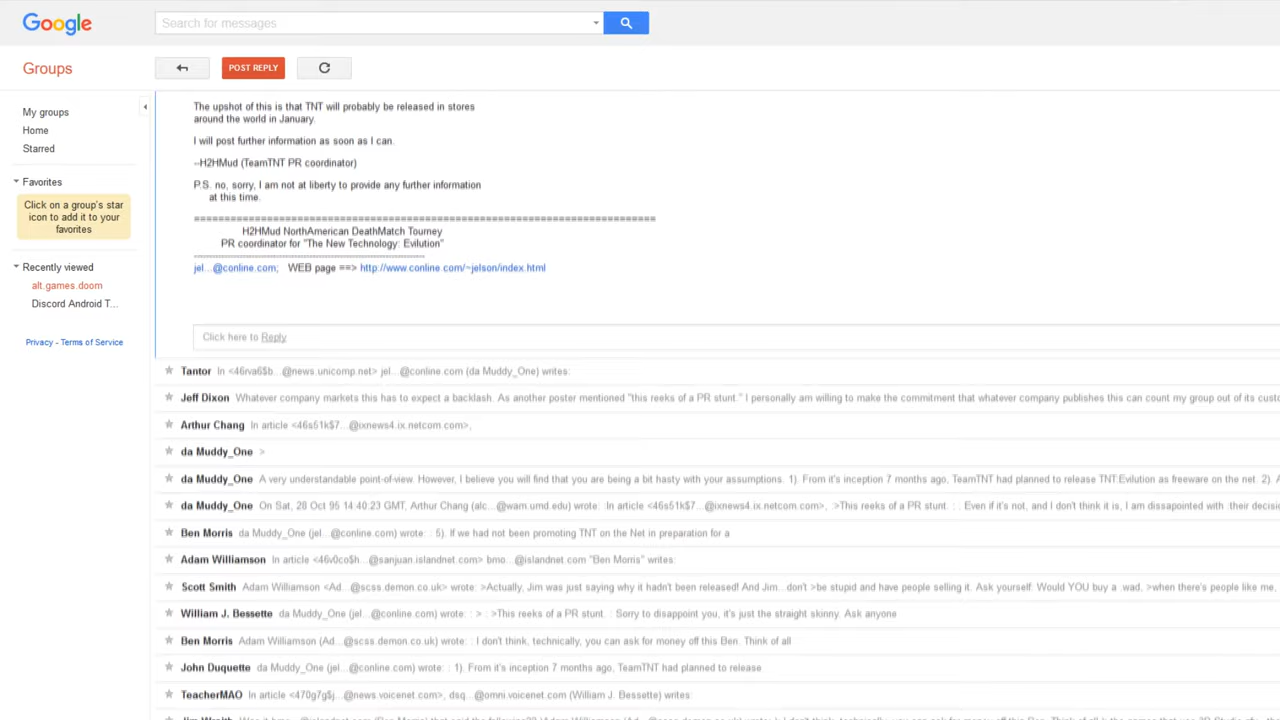 Google
Search for messages
Groups
POST REPLY
My groups
Home
Starred
Favorites
Click on a group's star
icon to add it to your
favorites
Recently viewed
alt.games.doom
Discord Android T...
Privacy - Terms of Service
The upshot of this is that TNT will probably be released in stores
around the world in January.
I will post further information as soon as I can.
--H2HMud (TeamTNT PR coordinator)
P.S. no, sorry, I am not at liberty to provide any further information
at this time.
============================================================================
H2HMud NorthAmerican DeathMatch Tourney
PR coordinator for "The New Technology: Evilution"
jel...@conline.com; WEB page ==> http://www.conline.com/~jelson/index.html
Click here to Reply
Tantor In <46rva6$b...@news.unicomp.net> jel...@conline.com (da Muddy_One) writes:
Jeff Dixon Whatever company markets this has to expect a backlash. As another poster mentioned "this reeks of a PR stunt." I personally am willing to make the commitment that whatever company publishes this can count my group out of its custo
Arthur Chang In article <46s51k$7...@ixnews4.ix.netcom.com>,
da Muddy_One >
da Muddy_One A very understandable point-of-view. However, I believe you will find that you are being a bit hasty with your assumptions. 1). From it's inception 7 months ago, TeamTNT had planned to release TNT:Evilution as freeware on the net. 2). A
da Muddy_One On Sat, 28 Oct 95 14:40:23 GMT, Arthur Chang (alc...@wam.umd.edu) wrote: In article <46s51k$7...@ixnews4.ix.netcom.com>, :>This reeks of a PR stunt. : . Even if it's not, and I don't think it is, I am dissapointed with :their decisio
Ben Morris da Muddy_One (jel...@conline.com) wrote: : 5). If we had not been promoting TNT on the Net in preparation for a
Adam Williamson In article <46v0co$h...@sanjuan.islandnet.com> bmo...@islandnet.com "Ben Morris" writes:
Scott Smith Adam Williamson <Ad...@scss.demon.co.uk> wrote: >Actually, Jim was just saying why it hadn't been released! And Jim...don't >be stupid and have people selling it. Ask yourself: Would YOU buy a .wad, >when there's people like me,
William J. Bessette da Muddy_One (jel...@conline.com) wrote: : > : :>This reeks of a PR stunt. : Sorry to disappoint you, it's just the straight skinny. Ask anyone
Ben Morris Adam Williamson (Ad...@scss.demon.co.uk) wrote: : I don't think, technically, you can ask for money off this Ben. Think of all
John Duquette da Muddy_One (jel...@conline.com) wrote: : 1). From it's inception 7 months ago, TeamTNT had planned to release
TeacherMAO In article <470g7g$j...@news.voicenet.com>, dsq...@omni.voicenet.com (William J. Bessette) writes: